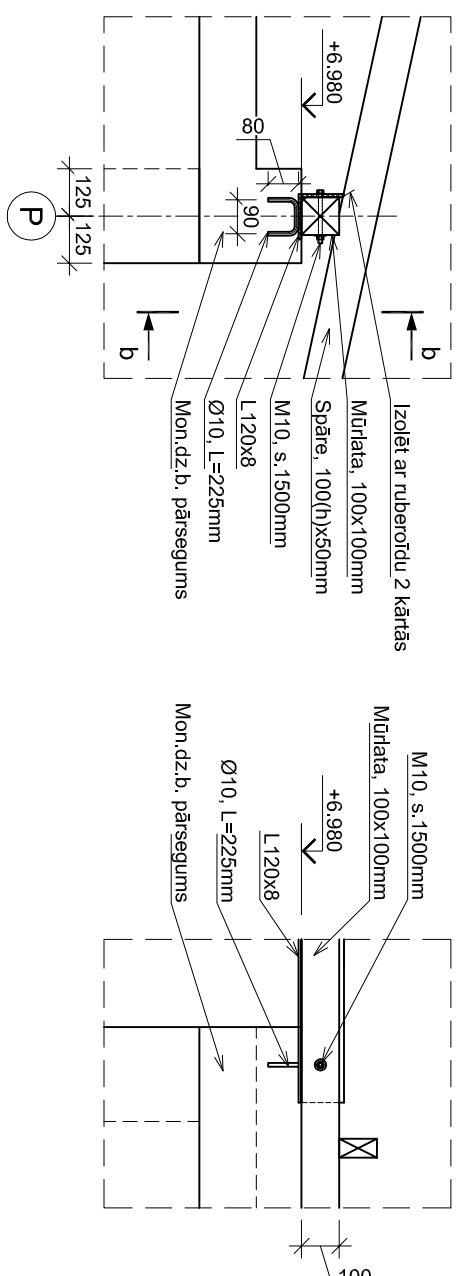 +6.980
80
90
125
125
P
b
b
Izolēt ar ruberoīdu 2 kārtās
Mūrlata, 100x100mm
Spāre, 100(h)x50mm
M10, s.1500mm
L120x8
Ø10, L=225mm
Mon.dz.b. pārsegums
M10, s.1500mm
Mūrlata, 100x100mm
+6.980
L120x8
Ø10, L=225mm
Mon.dz.b. pārsegums
100